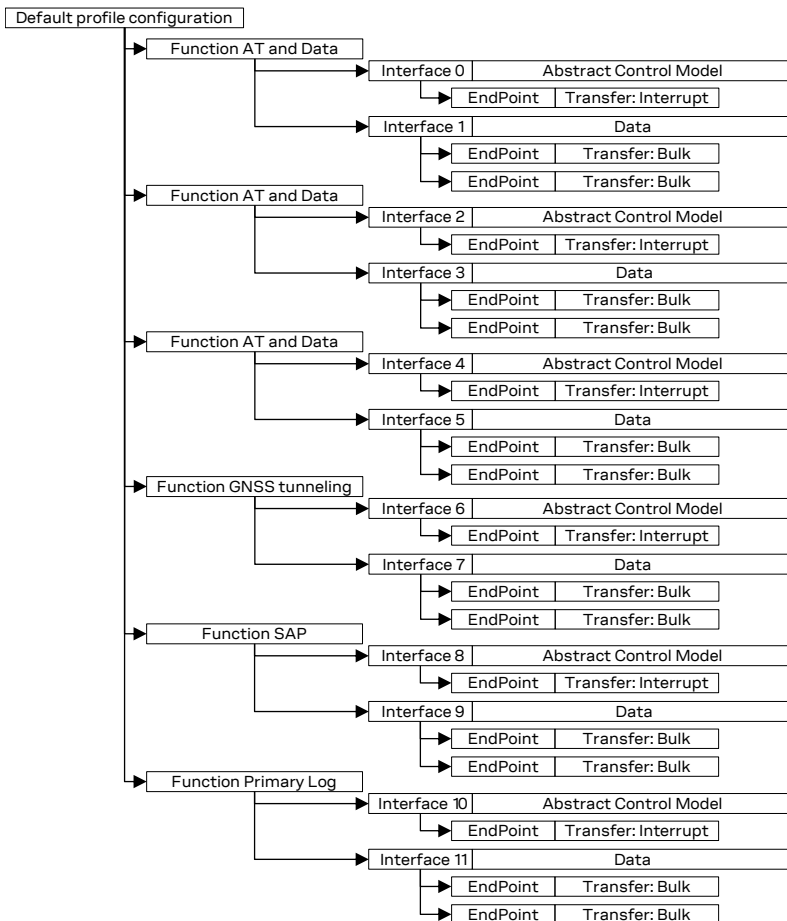 Default profile configuration
Function AT and Data
Interface 0 Abstract Control Model
EndPoint Transfer: Interrupt
Interface 1 Data
EndPoint Transfer: Bulk
EndPoint Transfer: Bulk
Function AT and Data
Interface 2 Abstract Control Model
EndPoint Transfer: Interrupt
Interface 3 Data
EndPoint Transfer: Bulk
EndPoint Transfer: Bulk
Function AT and Data
Interface 4 Abstract Control Model
EndPoint Transfer: Interrupt
Interface 5 Data
EndPoint Transfer: Bulk
EndPoint Transfer: Bulk
Function GNSS tunneling
Interface 6 Abstract Control Model
EndPoint Transfer: Interrupt
Interface 7 Data
EndPoint Transfer: Bulk
EndPoint Transfer: Bulk
Function SAP
Interface 8 Abstract Control Model
EndPoint Transfer: Interrupt
Interface 9 Data
EndPoint Transfer: Bulk
EndPoint Transfer: Bulk
Function Primary Log
Interface 10 Abstract Control Model
EndPoint Transfer: Interrupt
Interface 11 Data
EndPoint Transfer: Bulk
EndPoint Transfer: Bulk